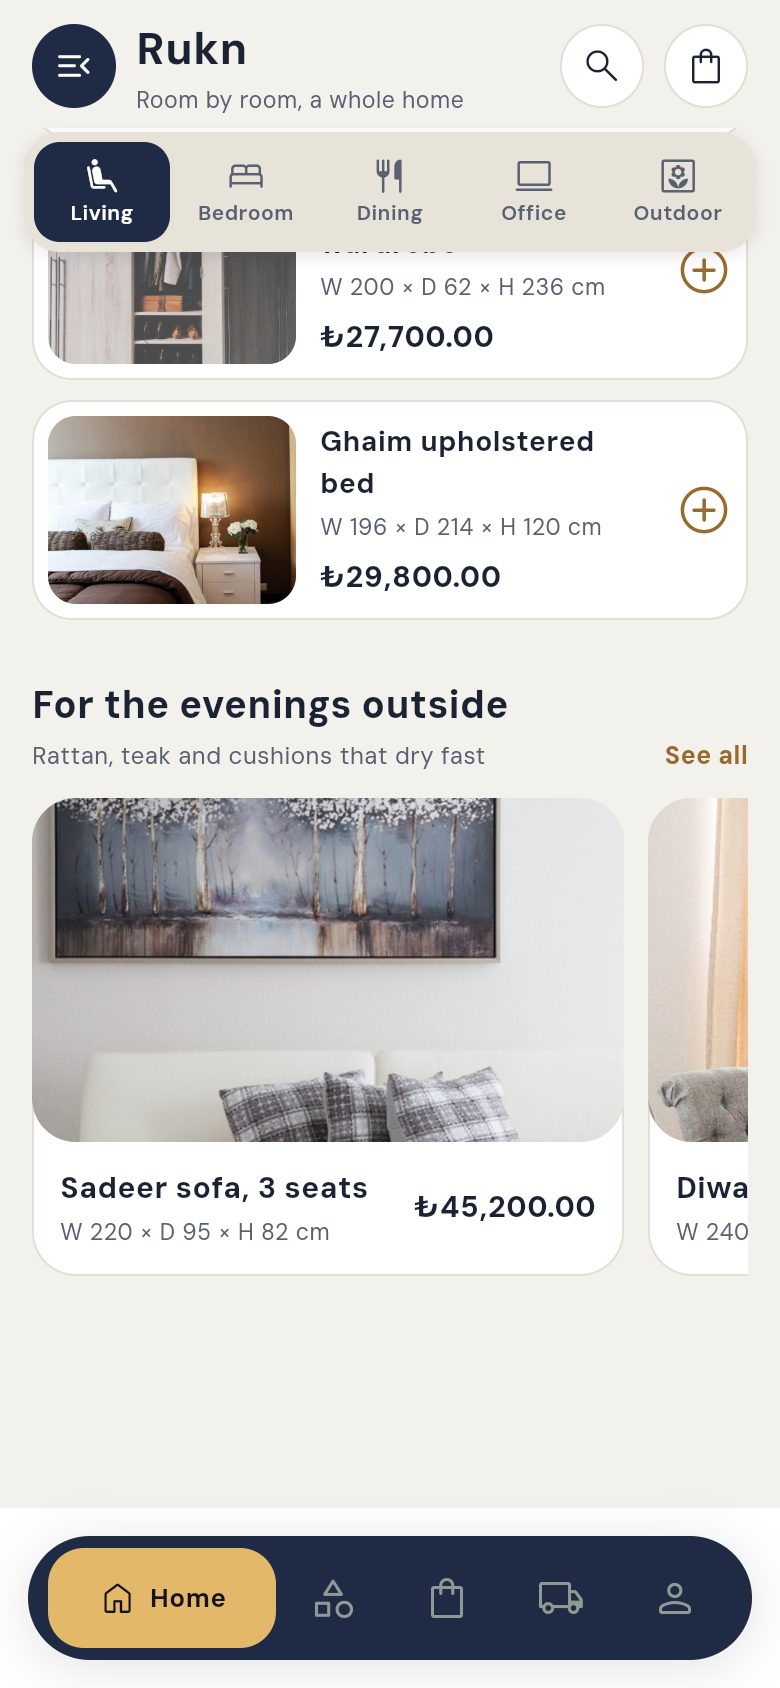 Rukn
Room by room, a whole home
Living
Bedroom
Dining
Office
Outdoor
W 200 × D 62 × H 236 cm
₺27,700.00
Ghaim upholstered
bed
W 196 × D 214 × H 120 cm
₺29,800.00
For the evenings outside
Rattan, teak and cushions that dry fast
See all
Sadeer sofa, 3 seats
₺45,200.00
W 220 × D 95 × H 82 cm
Diwa
W 240
Home